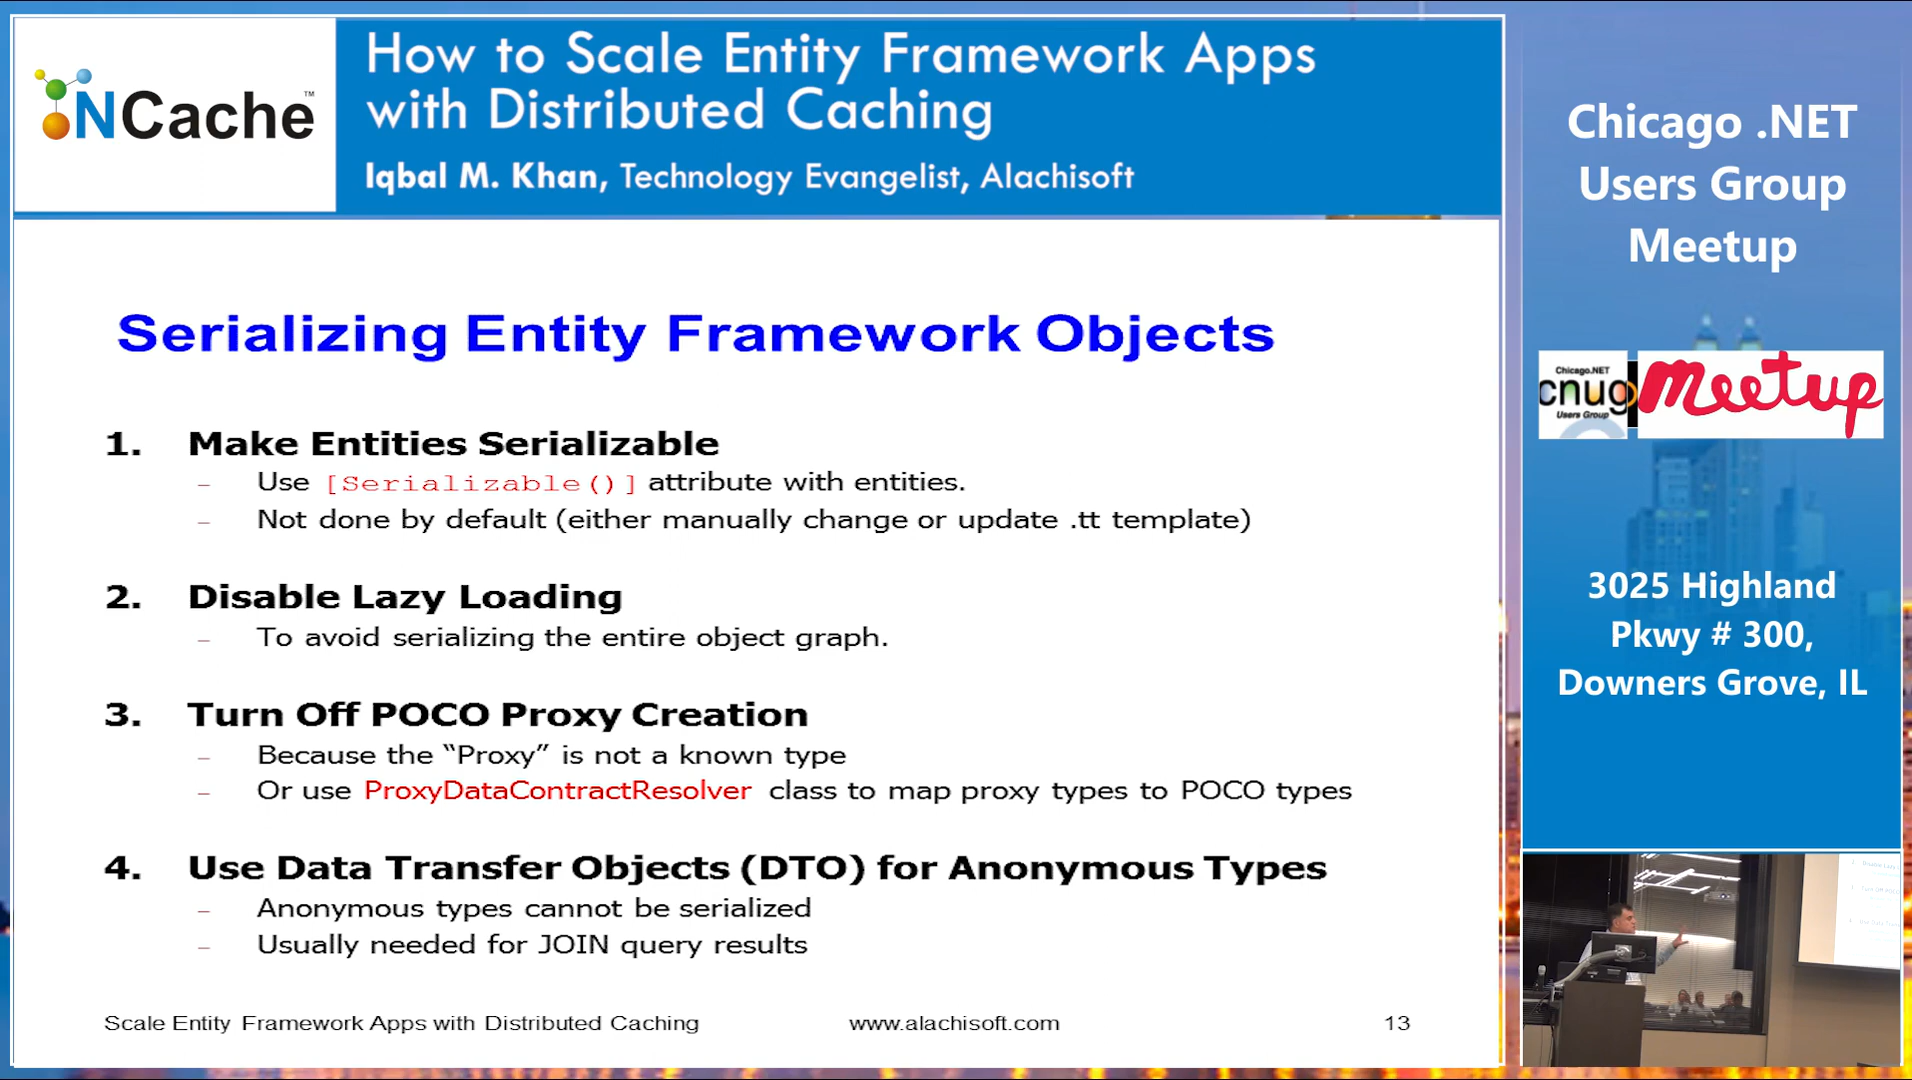 NCache™
How to Scale Entity Framework Apps
with Distributed Caching
Iqbal M. Khan, Technology Evangelist, Alachisoft
Serializing Entity Framework Objects
1. Make Entities Serializable
– Use [Serializable()] attribute with entities.
– Not done by default (either manually change or update .tt template)
2. Disable Lazy Loading
– To avoid serializing the entire object graph.
3. Turn Off POCO Proxy Creation
– Because the “Proxy” is not a known type
– Or use ProxyDataContractResolver class to map proxy types to POCO types
4. Use Data Transfer Objects (DTO) for Anonymous Types
– Anonymous types cannot be serialized
– Usually needed for JOIN query results
Scale Entity Framework Apps with Distributed Caching www.alachisoft.com 13
Chicago .NET
Users Group
Meetup
Chicago.NET
cnug
Users Group
meetup
3025 Highland
Pkwy # 300,
Downers Grove, IL